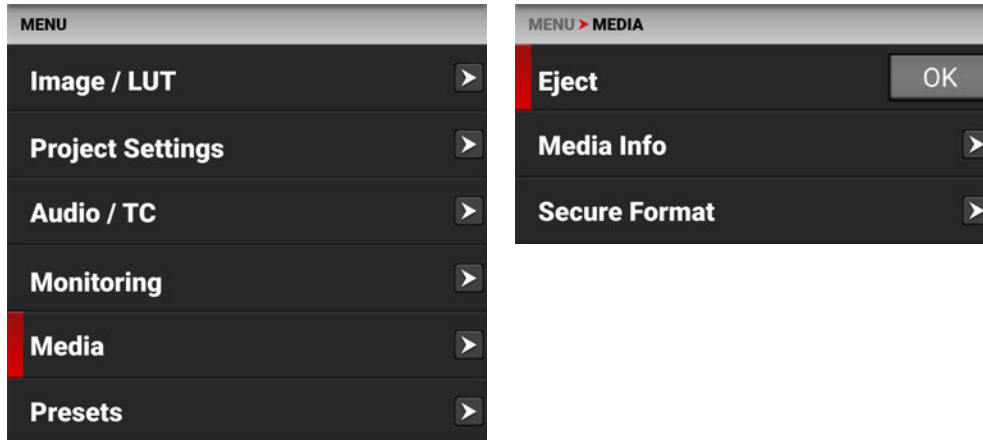 MENU
Image / LUT
Project Settings
Audio / TC
Monitoring
Media
Presets
MENU > MEDIA
Eject OK
Media Info
Secure Format